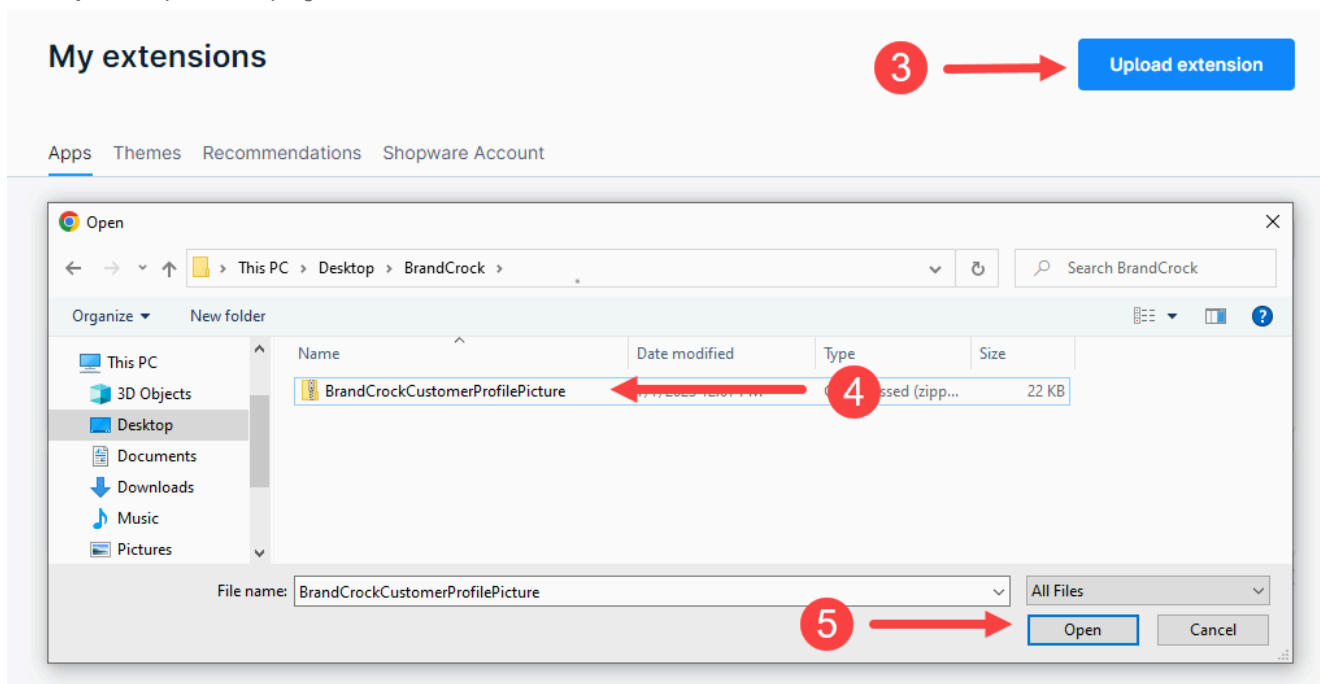 My extensions
3
Upload extension
Apps Themes Recommendations Shopware Account
Open
This PC > Desktop > BrandCrock >
Search BrandCrock
Organize New folder
?
Name Date modified Type Size
This PC
BrandCrockCustomerProfilePicture 4 (zipp... 22 KB
3D Objects
Desktop
Documents
Downloads
Music
Pictures
File name: BrandCrockCustomerProfilePicture All Files
5 Open Cancel